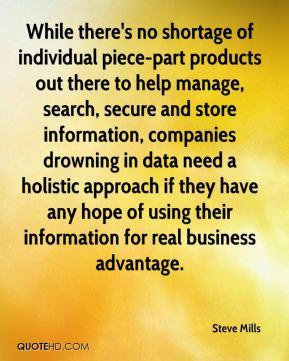 While there's no shortage of
individual piece-part products
out there to help manage,
search, secure and store
information, companies
drowning in data need a
holistic approach if they have
any hope of using their
information for real business
advantage.
Steve Mills
QUOTEHD.COM